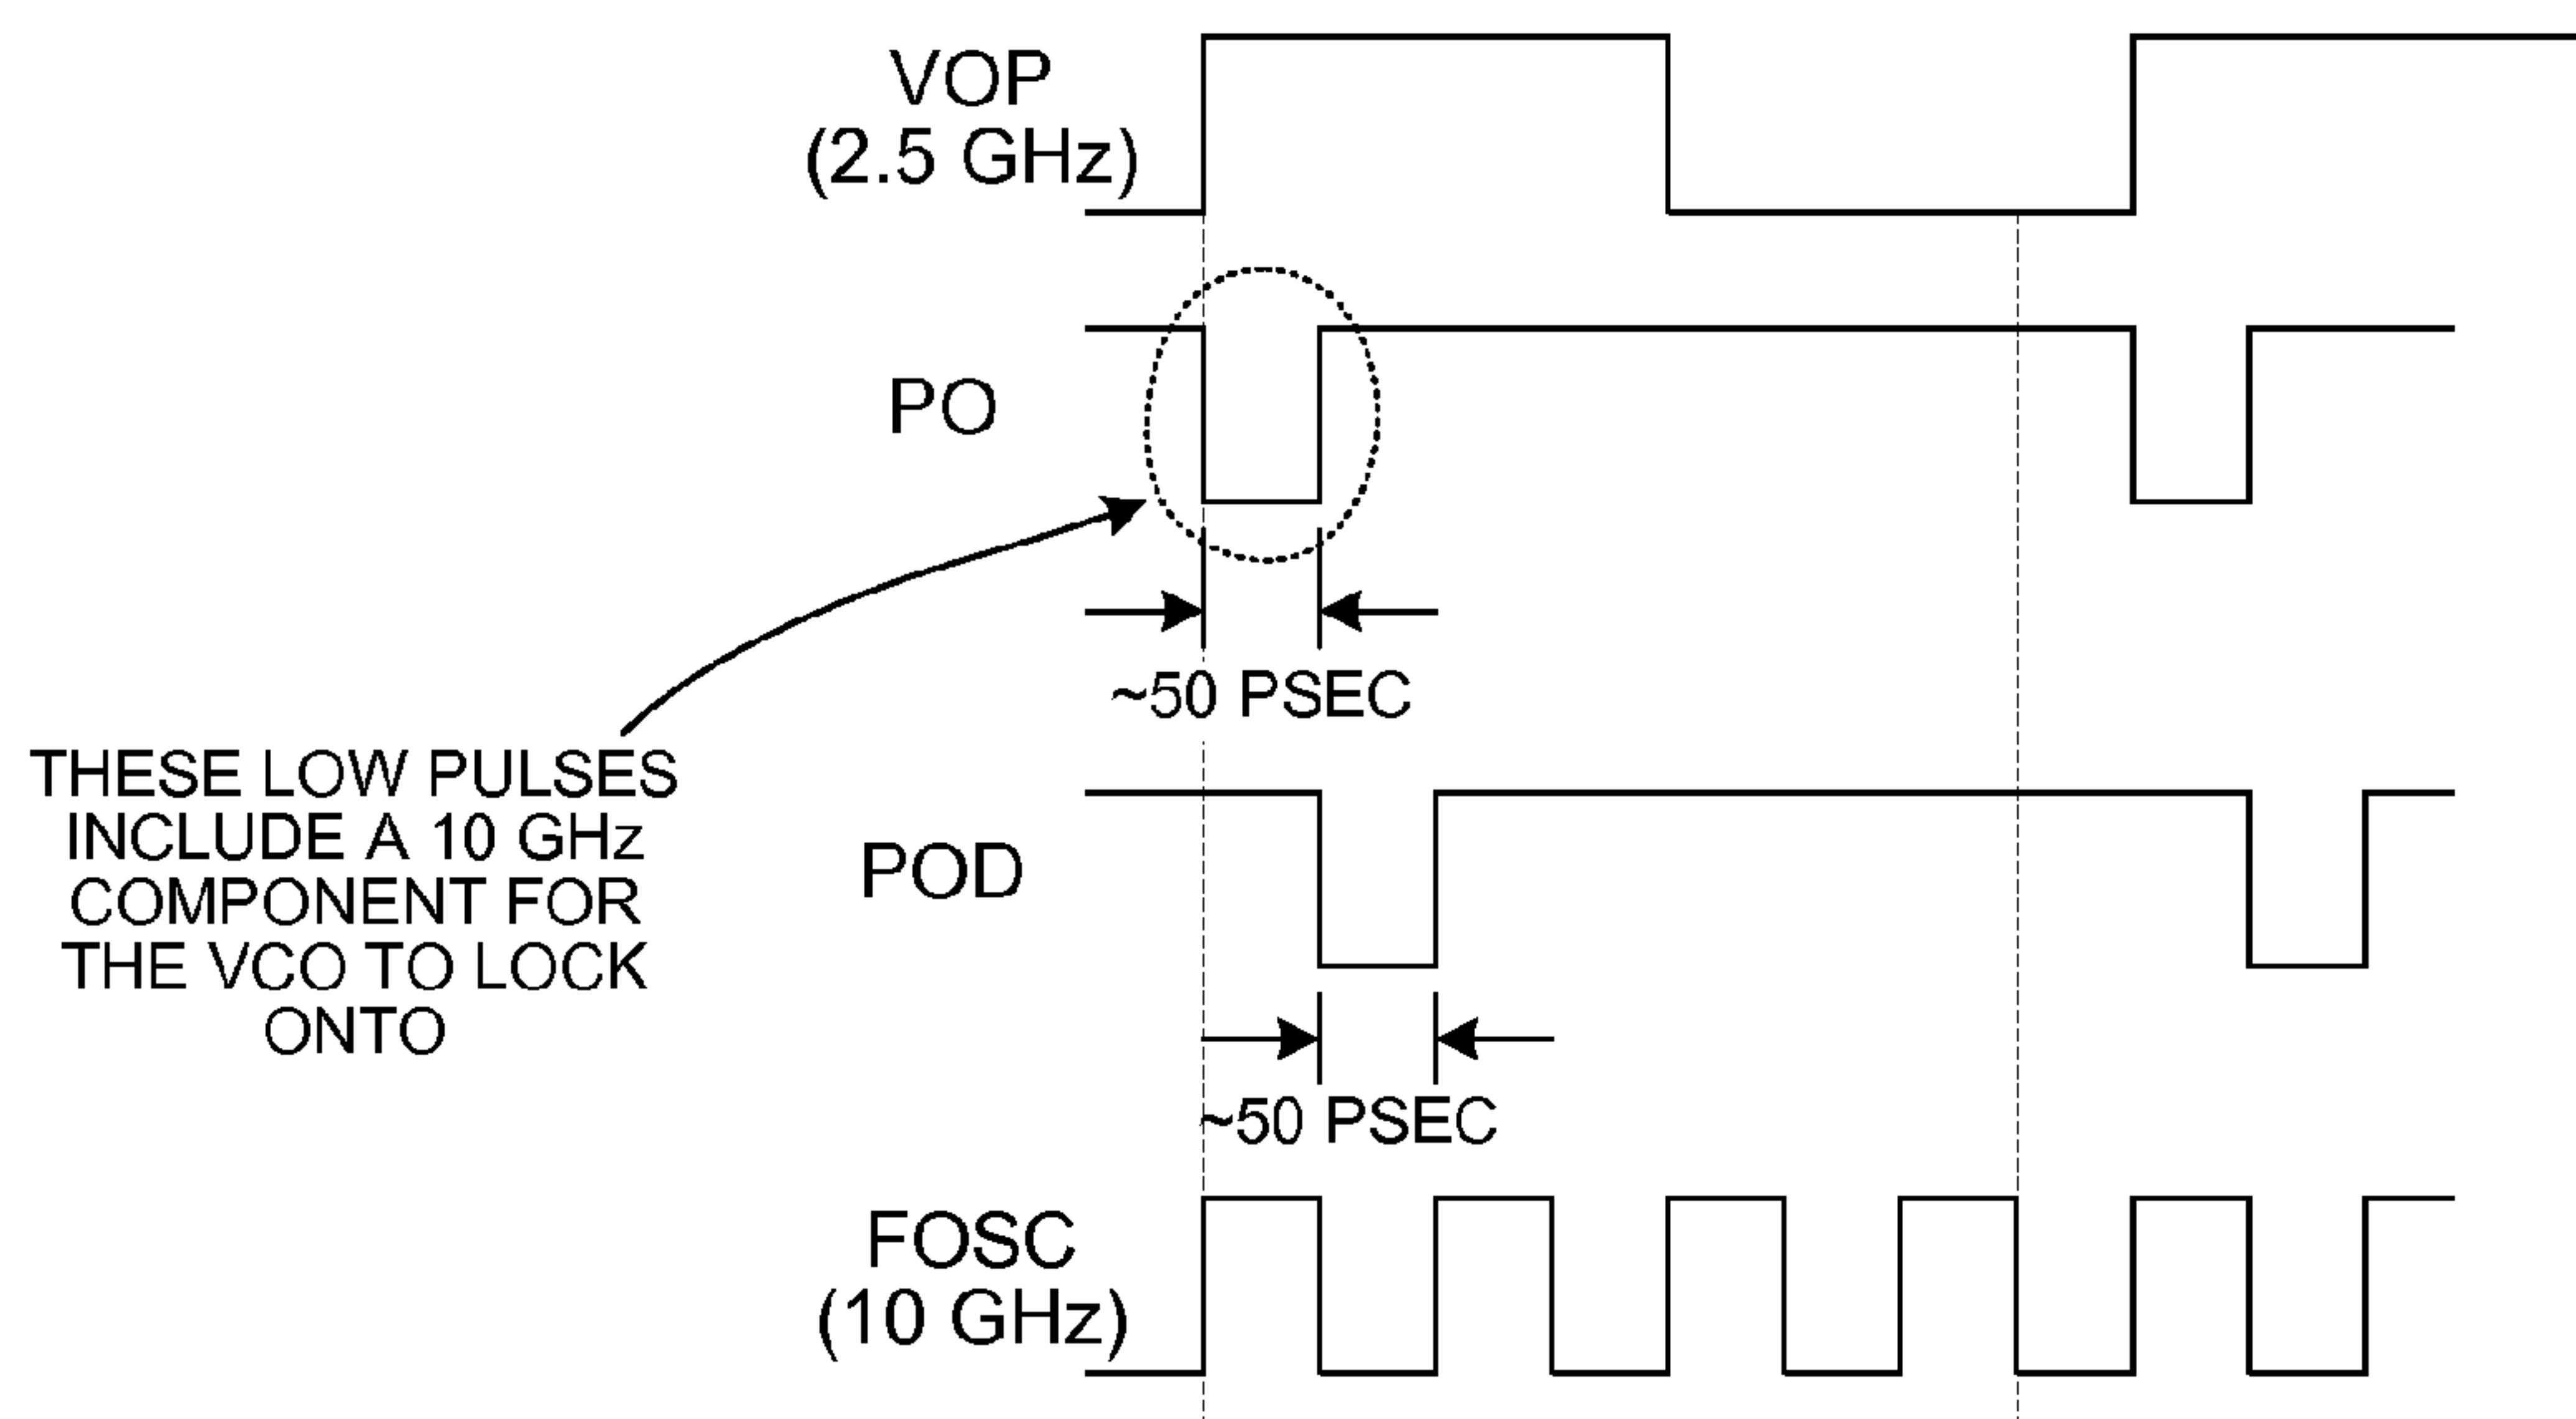 VOP
(2.5 GHz)
PO
~50 PSEC
THESE LOW PULSES
INCLUDE A 10 GHz
COMPONENT FOR
THE VCO TO LOCK
ONTO
POD
~50 PSEC
FOSC
(10 GHz)